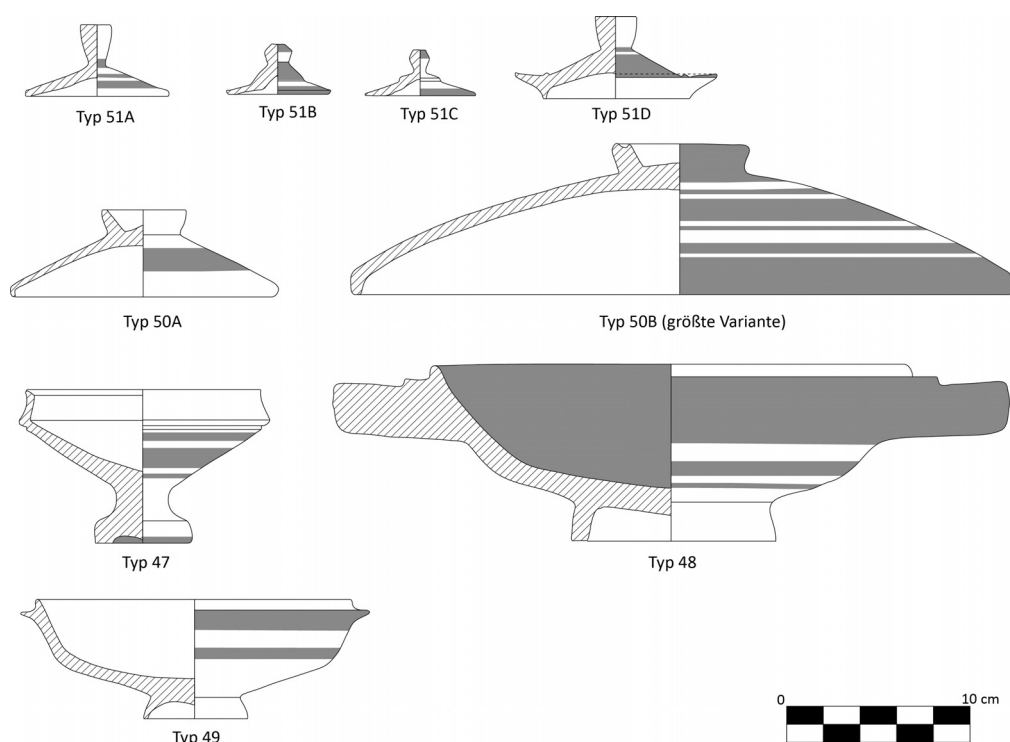 Typ 51A
Typ 51B
Typ 51C
Typ 51D
Typ 50A
Typ 50B (größte Variante)
Typ 47
Typ 48
Typ 49
0
10 cm